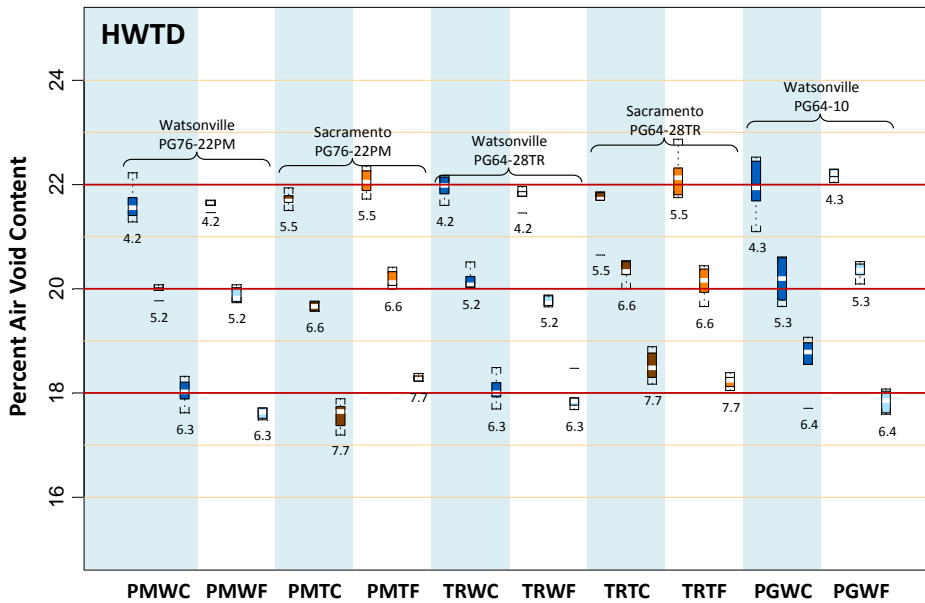 HWTD
Percent Air Void Content
24
22
20
18
16
Watsonville
PG76-22PM
Sacramento
PG76-22PM
Watsonville
PG64-28TR
Sacramento
PG64-28TR
Watsonville
PG64-10
4.2
4.2
5.5
5.5
4.2
4.2
5.5
5.5
4.3
4.3
5.2
5.2
6.6
6.6
5.2
5.2
6.6
6.6
5.3
5.3
6.3
6.3
7.7
7.7
6.3
6.3
7.7
7.7
6.4
6.4
PMWC PMWF PMTC PMTF TRWC TRWF TRTC TRTF PGWC PGWF